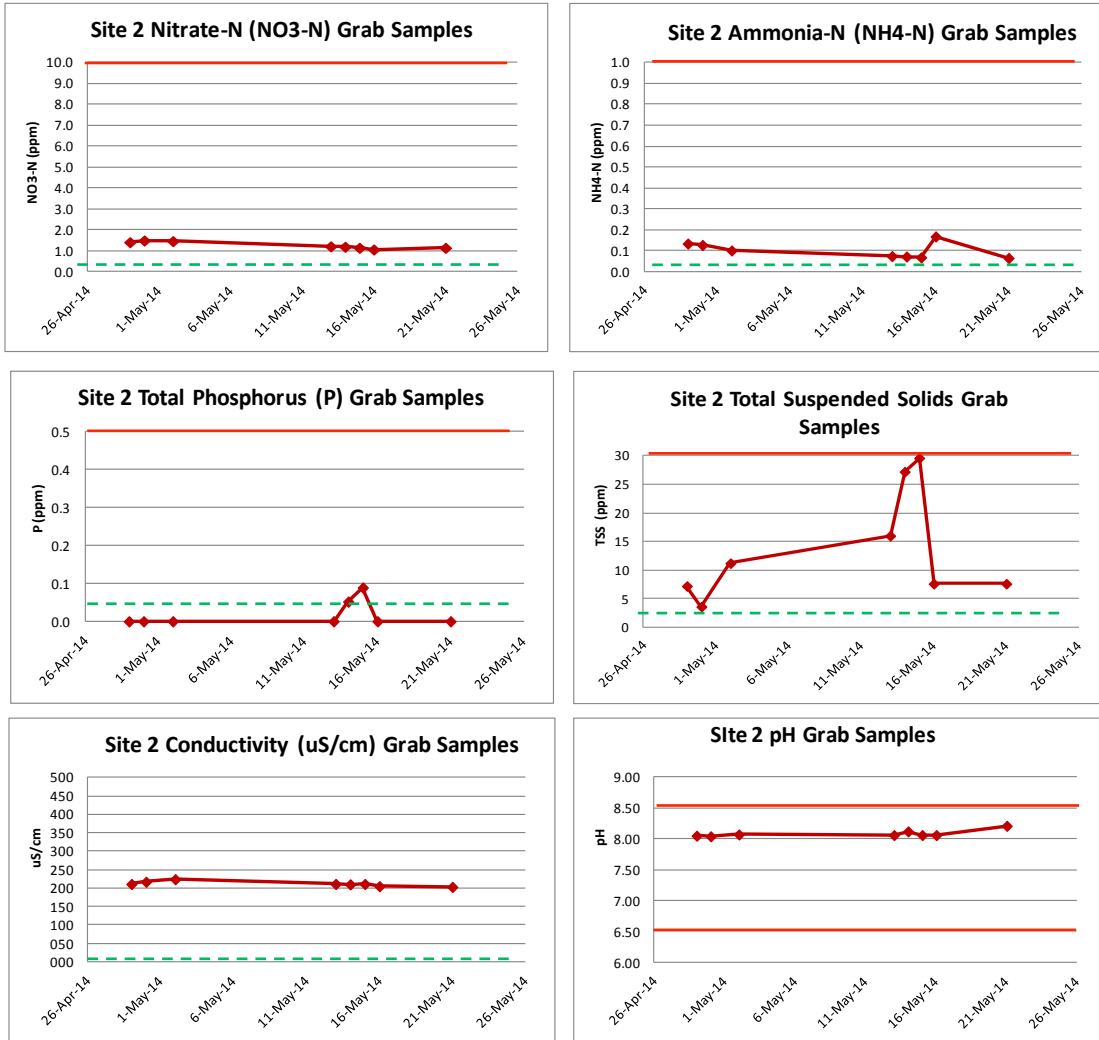 Site 2 Nitrate-N (NO3-N) Grab Samples
10.0
9.0
8.0
7.0
6.0
5.0
4.0
3.0
2.0
1.0
0.0
NO3-N (ppm)
26-Apr-14
1-May-14
6-May-14
11-May-14
16-May-14
21-May-14
26-May-14
Site 2 Ammonia-N (NH4-N) Grab Samples
1.0
0.9
0.8
0.7
0.6
0.5
0.4
0.3
0.2
0.1
0.0
NH4-N (ppm)
26-Apr-14
1-May-14
6-May-14
11-May-14
16-May-14
21-May-14
26-May-14
Site 2 Total Phosphorus (P) Grab Samples
0.5
0.4
0.3
0.2
0.1
0.0
P (ppm)
26-Apr-14
1-May-14
6-May-14
11-May-14
16-May-14
21-May-14
26-May-14
Site 2 Total Suspended Solids Grab
Samples
30
25
20
15
10
5
0
TSS (ppm)
26-Apr-14
1-May-14
6-May-14
11-May-14
16-May-14
21-May-14
26-May-14
Site 2 Conductivity (uS/cm) Grab Samples
500
450
400
350
300
250
200
150
100
050
000
uS/cm
26-Apr-14
1-May-14
6-May-14
11-May-14
16-May-14
21-May-14
26-May-14
SIte 2 pH Grab Samples
9.00
8.50
8.00
7.50
7.00
6.50
6.00
pH
26-Apr-14
1-May-14
6-May-14
11-May-14
16-May-14
21-May-14
26-May-14